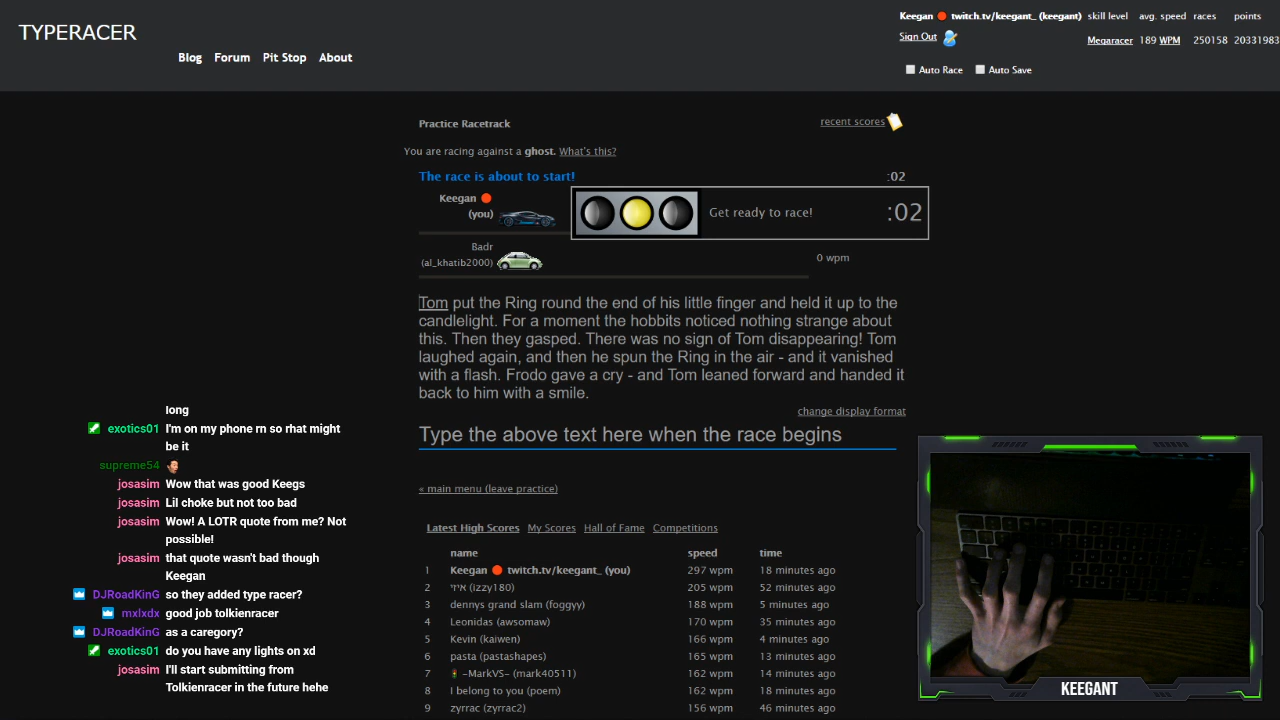 TYPERACER
Blog Forum Pit Stop About
Keegan twitch.tv/keegant_ (keegant) skill level avg. speed races points
Sign Out Megaracer 189 WPM 250158 20331983
Auto Race Auto Save
Practice Racetrack
recent scores
You are racing against a ghost. What's this?
The race is about to start! :02
Keegan
(you)
Get ready to race! :02
Badr
(al_khatib2000)
0 wpm
Tom put the Ring round the end of his little finger and held it up to the
candlelight. For a moment the hobbits noticed nothing strange about
this. Then they gasped. There was no sign of Tom disappearing! Tom
laughed again, and then he spun the Ring in the air - and it vanished
with a flash. Frodo gave a cry - and Tom leaned forward and handed it
back to him with a smile.
change display format
Type the above text here when the race begins
« main menu (leave practice)
Latest High Scores My Scores Hall of Fame Competitions
name speed time
1 Keegan twitch.tv/keegant_ (you) 297 wpm 18 minutes ago
2 איזי (izzy180) 205 wpm 52 minutes ago
3 dennys grand slam (foggyy) 188 wpm 5 minutes ago
4 Leonidas (awsomaw) 170 wpm 35 minutes ago
5 Kevin (kaiwen) 166 wpm 4 minutes ago
6 pasta (pastashapes) 165 wpm 13 minutes ago
7 -MarkVS- (mark40511) 162 wpm 14 minutes ago
8 I belong to you (poem) 162 wpm 18 minutes ago
9 zyrrac (zyrrac2) 156 wpm 46 minutes ago
long
exotics01 I'm on my phone rn so rhat might
be it
supreme54
josasim Wow that was good Keegs
josasim Lil choke but not too bad
josasim Wow! A LOTR quote from me? Not
possible!
josasim that quote wasn't bad though
Keegan
DJRoadKinG so they added type racer?
mxlxdx good job tolkienracer
DJRoadKinG as a caregory?
exotics01 do you have any lights on xd
josasim I'll start submitting from
Tolkienracer in the future hehe
KEEGANT